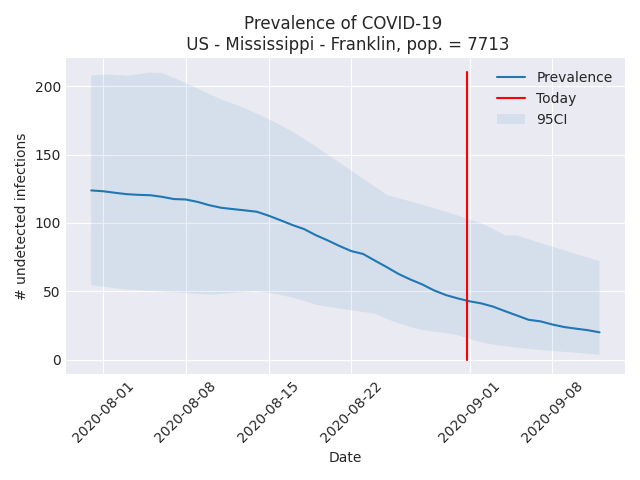 Prevalence of COVID-19
US - Mississippi - Franklin, pop. = 7713
Prevalence
Today
95CI
# undetected infections
200
150
100
50
0
2020-08-01
2020-08-08
2020-08-15
2020-08-22
2020-09-01
2020-09-08
Date